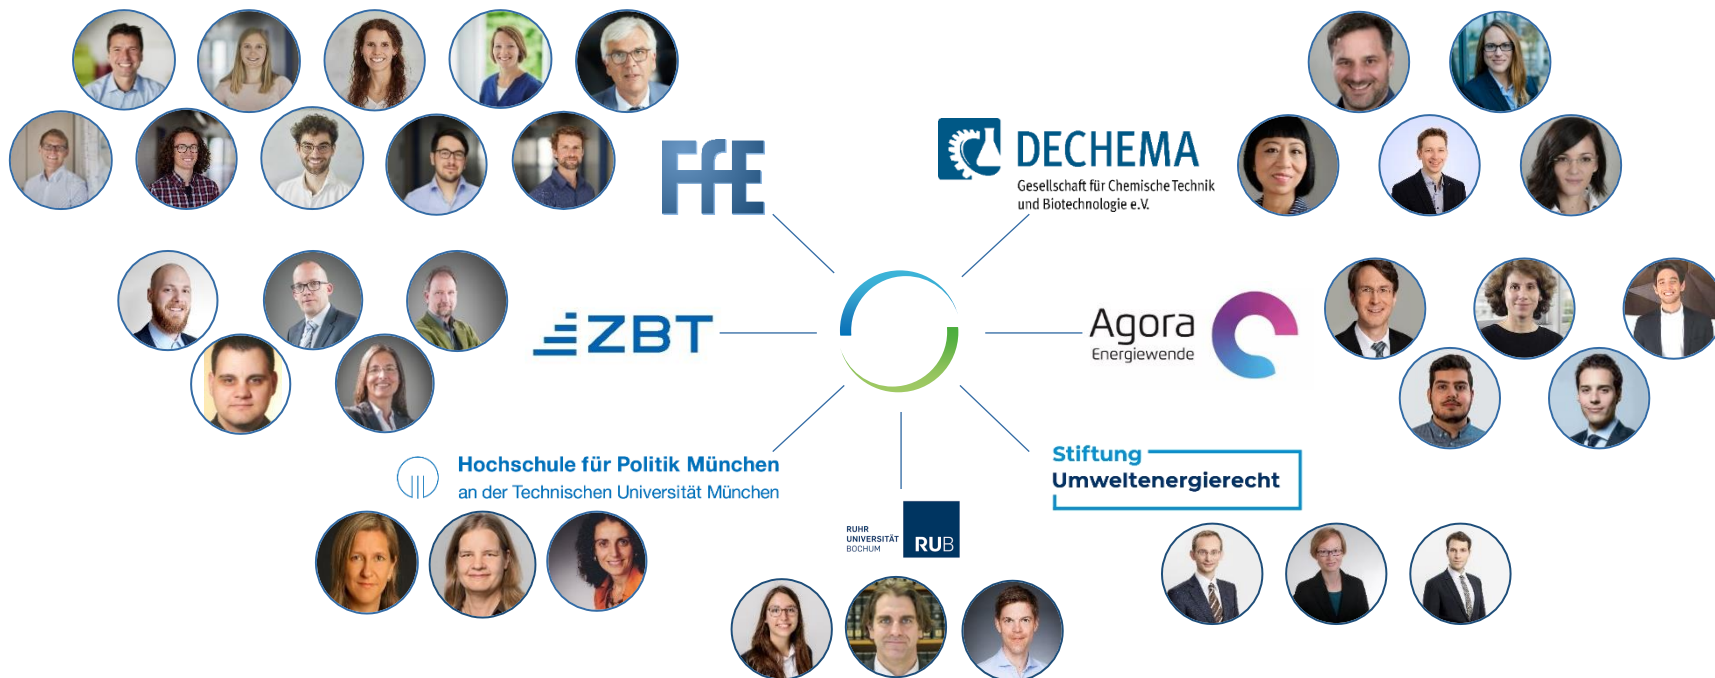 FfE
DECHEMA
Gesellschaft für Chemische Technik
und Biotechnologie e.V.
ZBT
Agora
Energiewende
Hochschule für Politik München
an der Technischen Universität München
Stiftung
Umweltenergierecht
RUHR
UNIVERSITÄT
BOCHUM
RUB